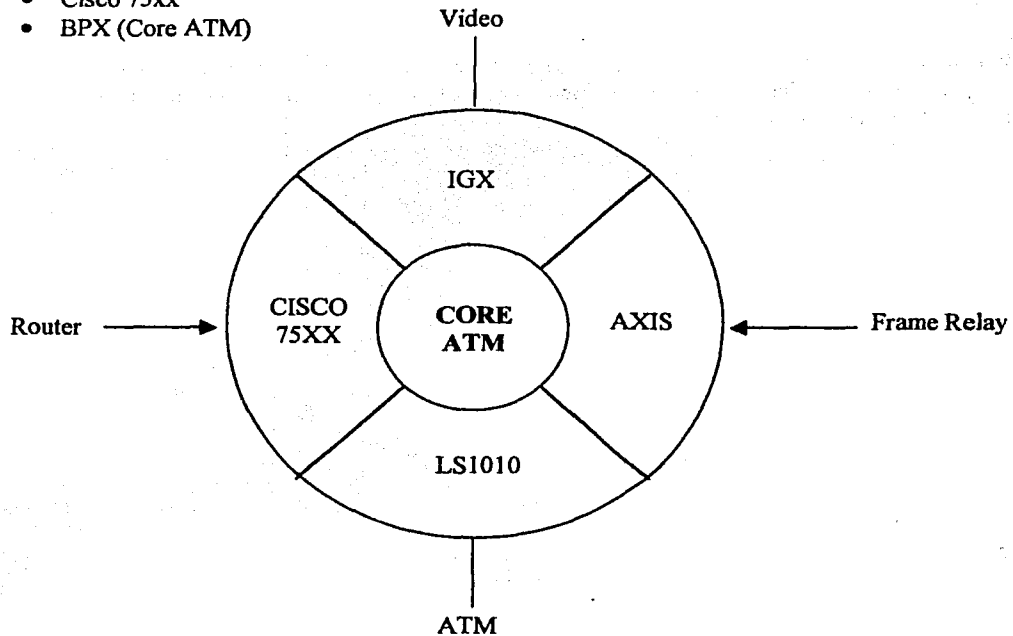 • Cisco 75xx
• BPX (Core ATM)
Video
IGX
Router
CISCO
75XX
CORE
ATM
AXIS
Frame Relay
LS1010
ATM